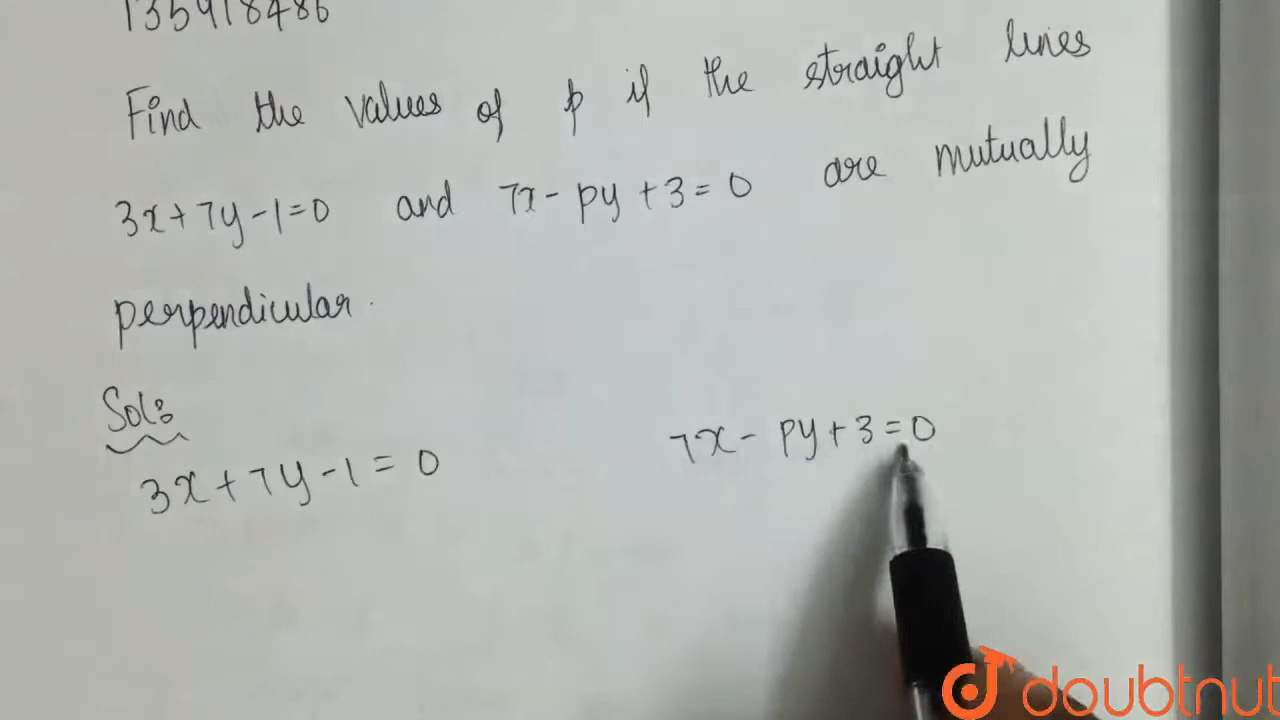 135918486
Find the values of p if the straight lines
3x+7y-1=0 and 7x-py+3=0 are mutually
perpendicular.
Sol:
3x+7y-1=0 7x-py+3=0
doubtnut